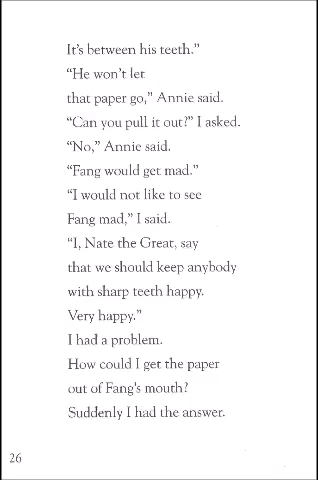 It's between his teeth."
"He won't let
that paper go," Annie said.
"Can you pull it out?" I asked.
"No," Annie said.
"Fang would get mad."
"I would not like to see
Fang mad," I said.
"I, Nate the Great, say
that we should keep anybody
with sharp teeth happy.
Very happy."
I had a problem.
How could I get the paper
out of Fang's mouth?
Suddenly I had the answer.
26